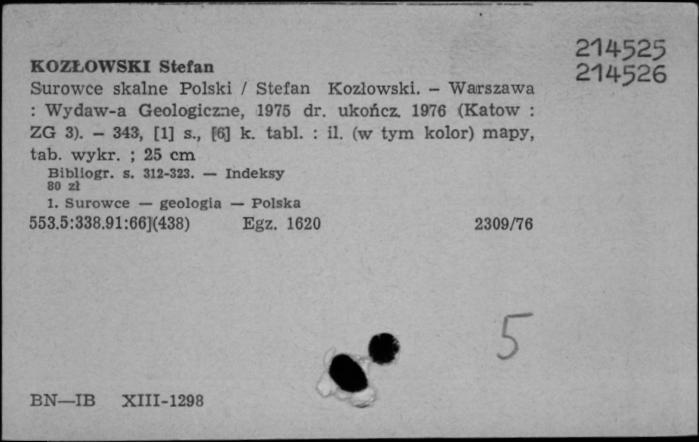 214525
214526
KOZŁOWSKI Stefan
Surowce skalne Polski / Stefan Kozłowski. – Warszawa
: Wydaw-a Geologiczne, 1975 dr. ukończ. 1976 (Katow :
ZG 3). – 343, [1] s., [6] k. tabl. : il. (w tym kolor) mapy,
tab. wykr. ; 25 cm
Bibliogr. s. 312-323. — Indeksy
80 zł
1. Surowce — geologia — Polska
553.5:338.91:66](438) Egz. 1620 2309/76
5
BN—IB XIII-1298